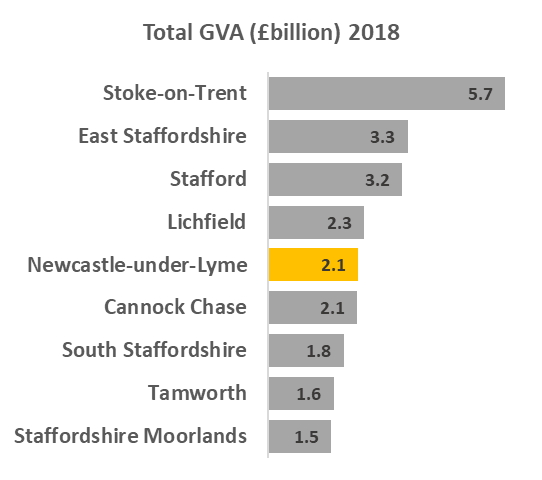 Total GVA (£billion) 2018
Stoke-on-Trent 5.7
East Staffordshire 3.3
Stafford 3.2
Lichfield 2.3
Newcastle-under-Lyme 2.1
Cannock Chase 2.1
South Staffordshire 1.8
Tamworth 1.6
Staffordshire Moorlands 1.5